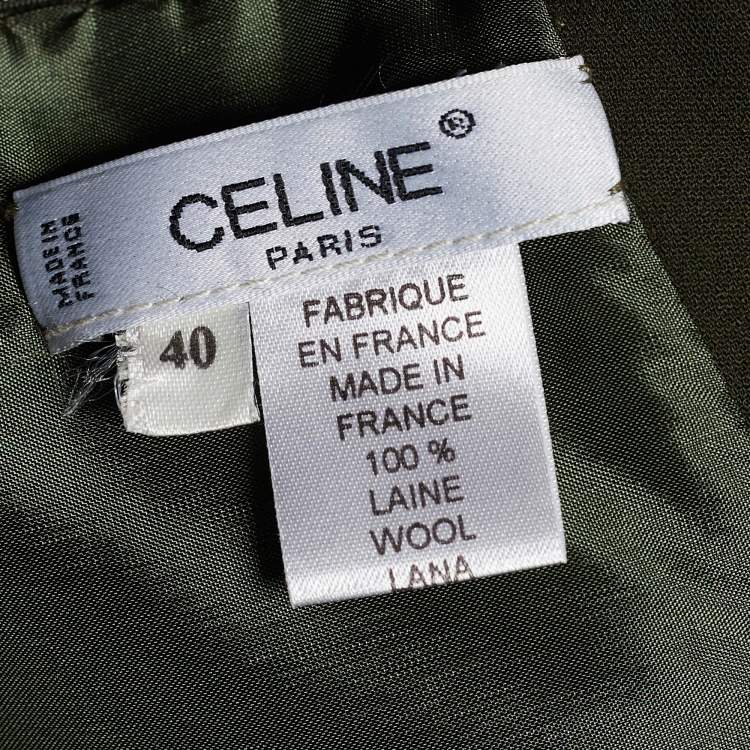 CELINE ®
PARIS
MADE IN
FRANCE
40
FABRIQUE
EN FRANCE
MADE IN
FRANCE
100 %
LAINE
WOOL
LANA